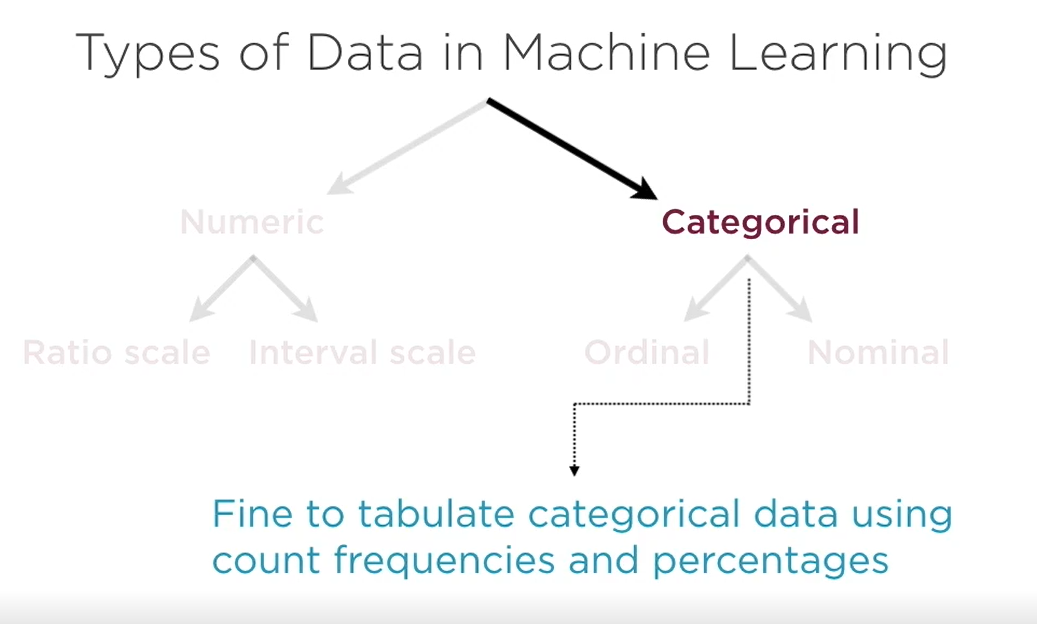 Types of Data in Machine Learning
Numeric
Categorical
Ratio scale
Interval scale
Ordinal
Nominal
Fine to tabulate categorical data using
count frequencies and percentages